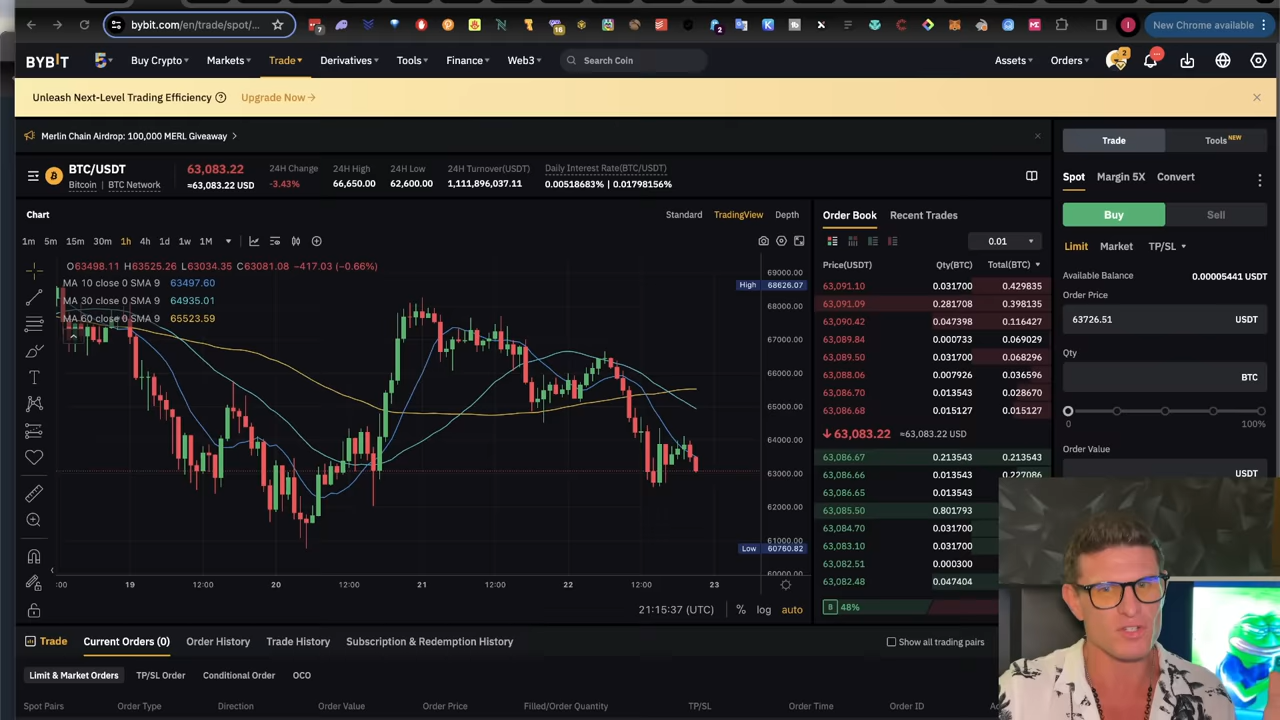 bybit.com/en/trade/spot/...
New Chrome available
BYBIT
Buy Crypto
Markets
Trade
Derivatives
Tools
Finance
Web3
Search Coin
Assets
Orders
2
Unleash Next-Level Trading Efficiency
Upgrade Now
Merlin Chain Airdrop: 100,000 MERL Giveaway
BTC/USDT
Bitcoin
BTC Network
63,083.22
≈63,083.22 USD
24H Change
-3.43%
24H High
66,650.00
24H Low
62,600.00
24H Turnover(USDT)
1,111,896,037.11
Daily Interest Rate(BTC/USDT)
0.00518683% | 0.01798156%
Chart
Standard
TradingView
Depth
1m 5m 15m 30m 1h 4h 1d 1w 1M
O63498.11 H63525.26 L63034.35 C63081.08 -417.03 (-0.66%)
MA 10 close 0 SMA 9 63497.60
MA 30 close 0 SMA 9 64935.01
MA 60 close 0 SMA 9 65523.59
69000.00
High 68626.07
68000.00
67000.00
66000.00
65000.00
64000.00
63000.00
62000.00
61000.00
Low 60760.82
60000.00
:00 19 12:00 20 12:00 21 12:00 22 12:00 23
21:15:37 (UTC) % log auto
Order Book
Recent Trades
0.01
Price(USDT) Qty(BTC) Total(BTC)
63,091.10 0.031700 0.429835
63,091.09 0.281708 0.398135
63,090.42 0.047398 0.116427
63,089.84 0.000733 0.069029
63,089.50 0.031700 0.068296
63,088.06 0.007926 0.036596
63,086.70 0.013543 0.028670
63,086.68 0.015127 0.015127
63,083.22 ≈63,083.22 USD
63,086.67 0.213543 0.213543
63,086.66 0.013543 0.227086
63,086.65 0.013543
63,085.50 0.801793
63,084.70 0.031700
63,083.10 0.031700
63,082.51 0.000300
63,082.48 0.047404
B 48%
Trade
Tools NEW
Spot
Margin 5X
Convert
Buy
Sell
Limit
Market
TP/SL
Available Balance 0.00005441 USDT
Order Price
63726.51 USDT
Qty
BTC
0 100%
Order Value
USDT
Trade
Current Orders (0)
Order History
Trade History
Subscription & Redemption History
Show all trading pairs
Limit & Market Orders
TP/SL Order
Conditional Order
OCO
Spot Pairs
Order Type
Direction
Order Value
Order Price
Filled/Order Quantity
TP/SL
Order Time
Order ID